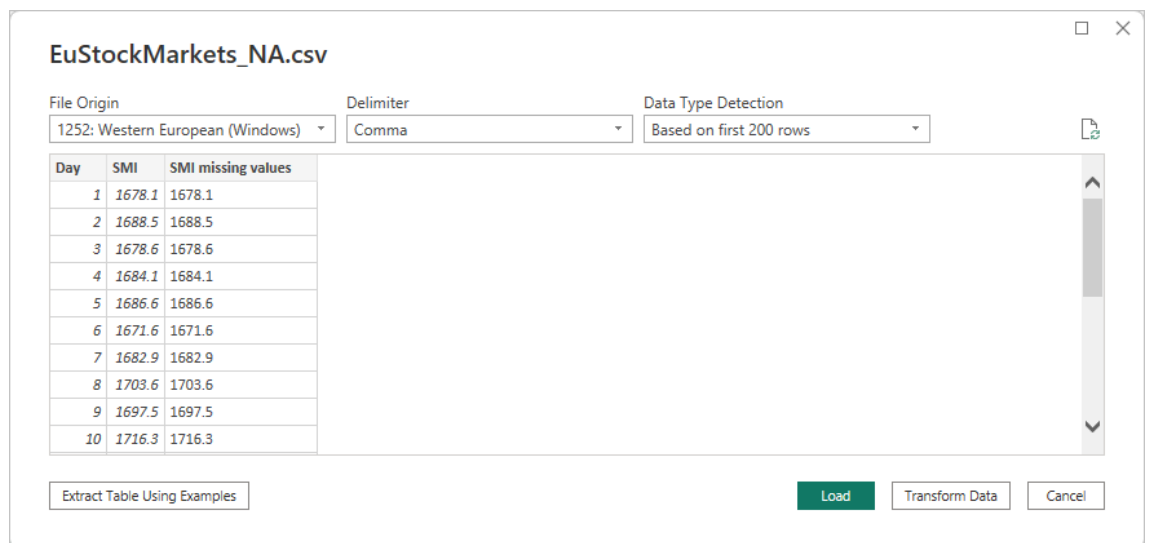 EuStockMarkets_NA.csv
File Origin Delimiter Data Type Detection
1252: Western European (Windows) Comma Based on first 200 rows
Day SMI SMI missing values
1 1678.1 1678.1
2 1688.5 1688.5
3 1678.6 1678.6
4 1684.1 1684.1
5 1686.6 1686.6
6 1671.6 1671.6
7 1682.9 1682.9
8 1703.6 1703.6
9 1697.5 1697.5
10 1716.3 1716.3
Extract Table Using Examples Load Transform Data Cancel